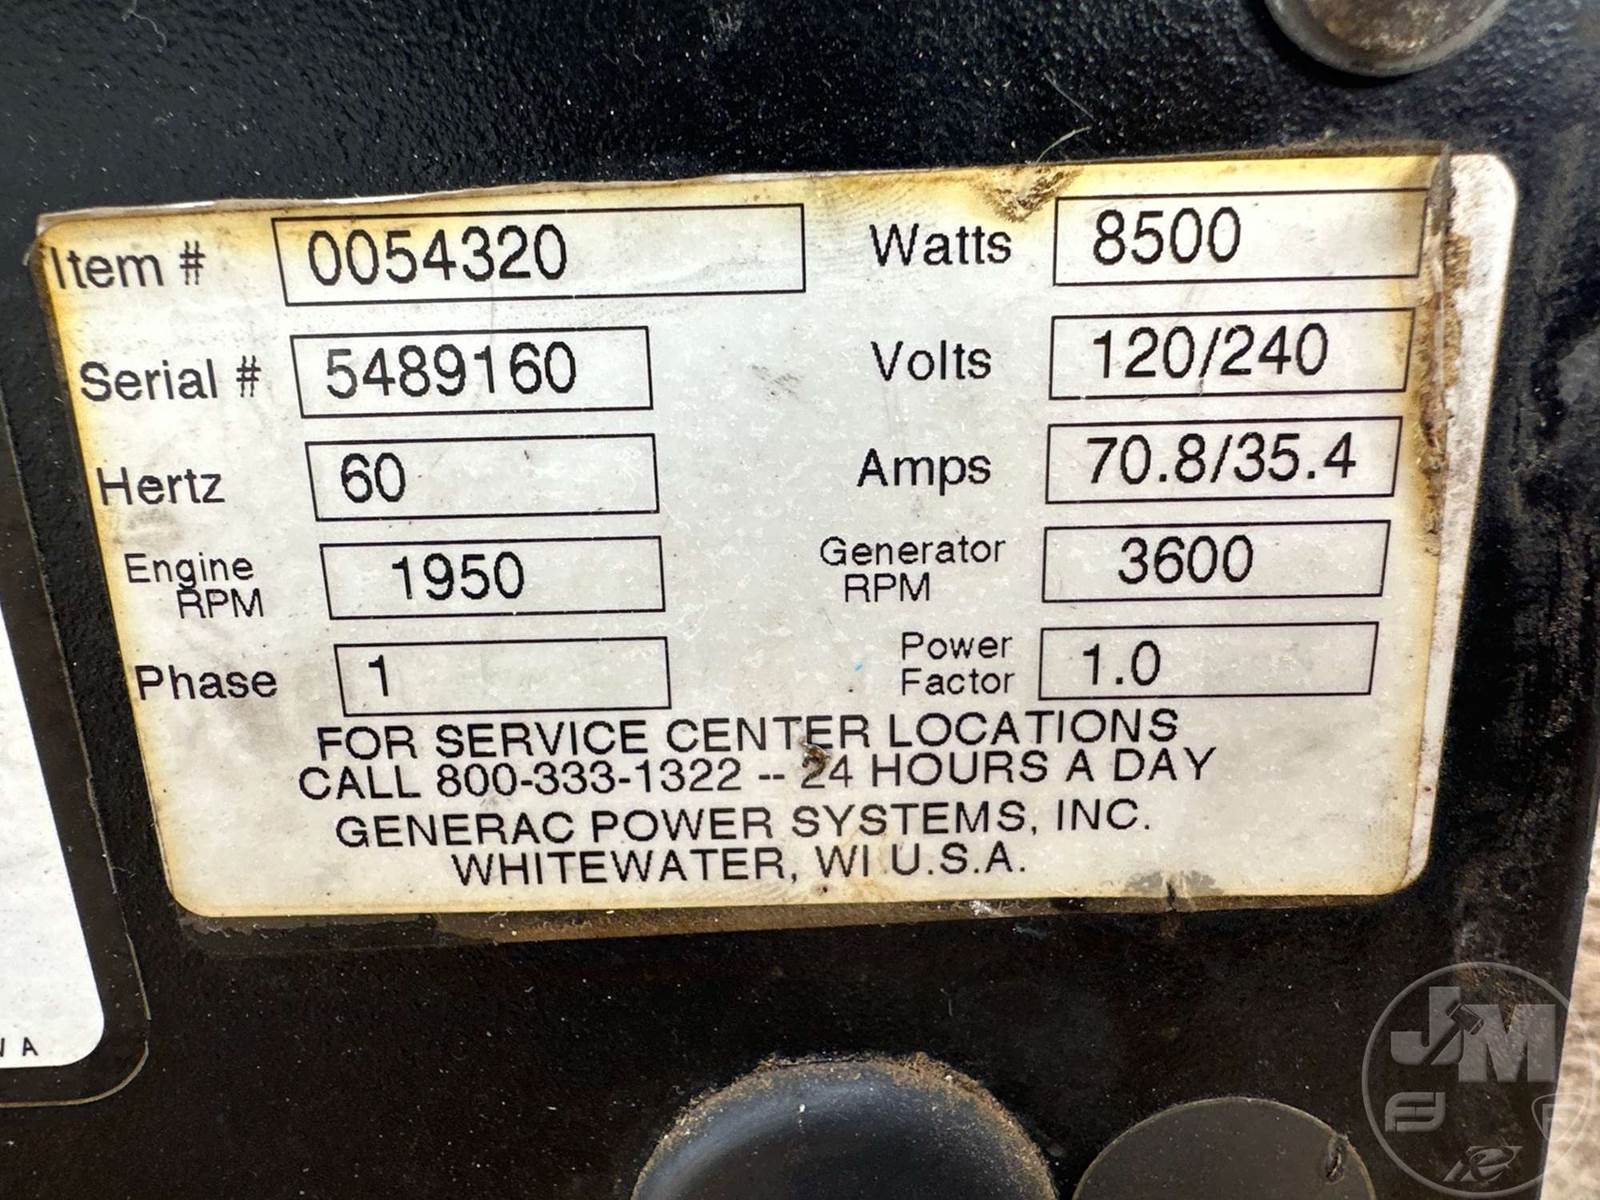 Item # 0054320 Watts 8500
Serial # 5489160 Volts 120/240
Hertz 60 Amps 70.8/35.4
Engine RPM 1950 Generator RPM 3600
Phase 1 Power Factor 1.0
FOR SERVICE CENTER LOCATIONS
CALL 800-333-1322 -- 24 HOURS A DAY
GENERAC POWER SYSTEMS, INC.
WHITEWATER, WI U.S.A.
JM